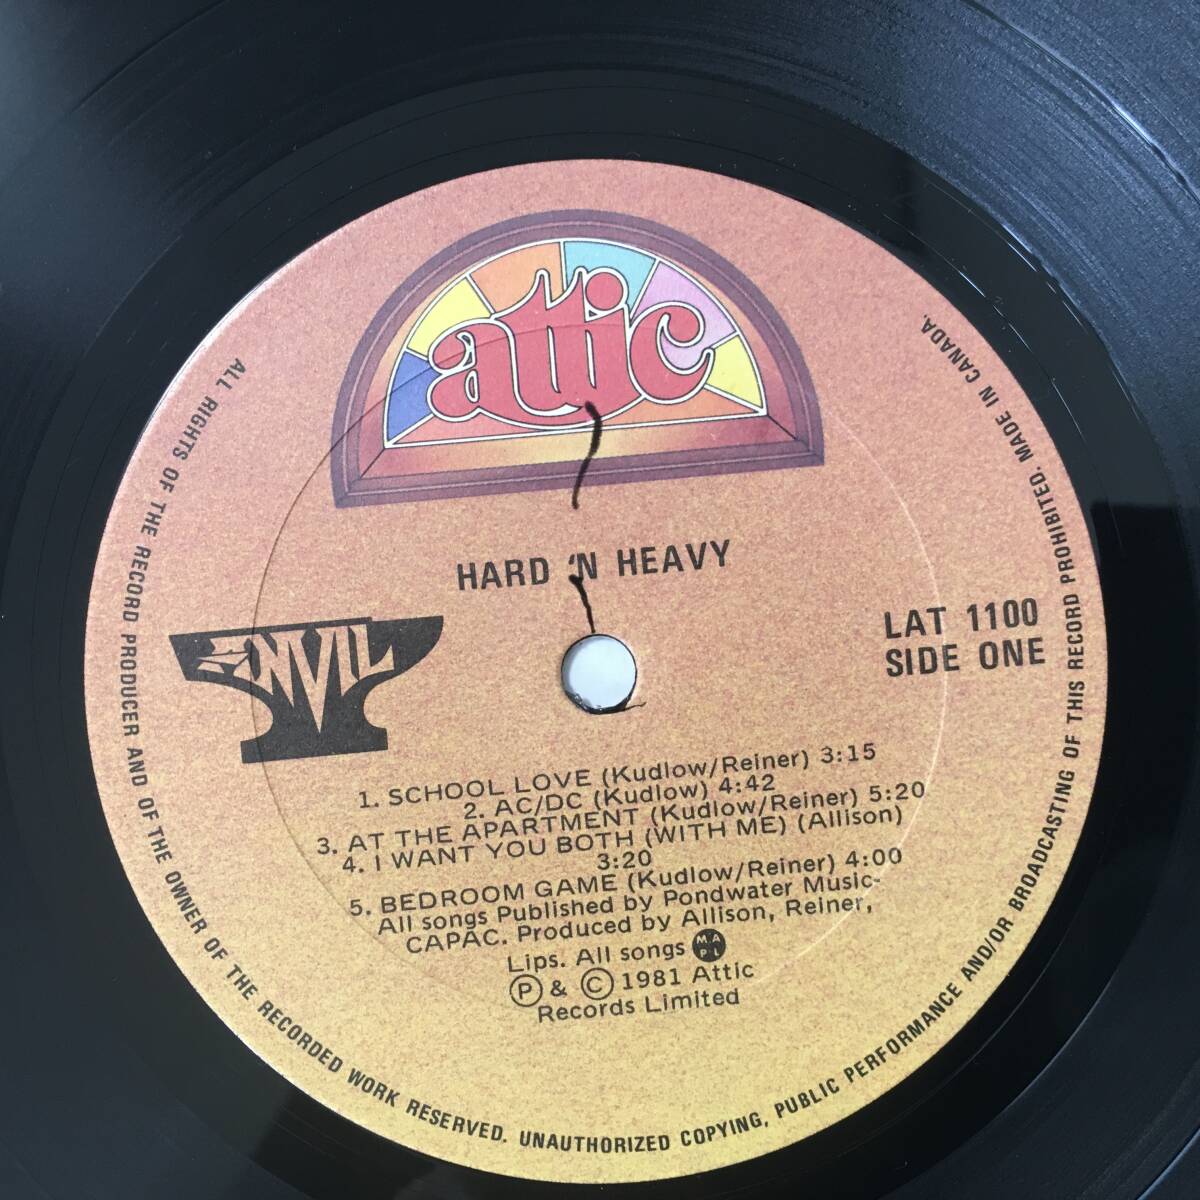 attic
HARD 'N HEAVY
ANVIL
LAT 1100
SIDE ONE
1. SCHOOL LOVE (Kudlow/Reiner) 3:15
2. AC/DC (Kudlow) 4:42
3. AT THE APARTMENT (Kudlow/Reiner) 5:20
4. I WANT YOU BOTH (WITH ME) (Allison)
3:20
5. BEDROOM GAME (Kudlow/Reiner) 4:00
All songs Published by Pondwater Music-
CAPAC. Produced by Allison, Reiner,
Lips. All songs MAPL
Ⓟ & © 1981 Attic
Records Limited
ALL RIGHTS OF THE RECORD PRODUCER AND OF THE OWNER OF THE RECORDED WORK RESERVED. UNAUTHORIZED COPYING, PUBLIC PERFORMANCE AND/OR BROADCASTING OF THIS RECORD PROHIBITED. MADE IN CANADA.